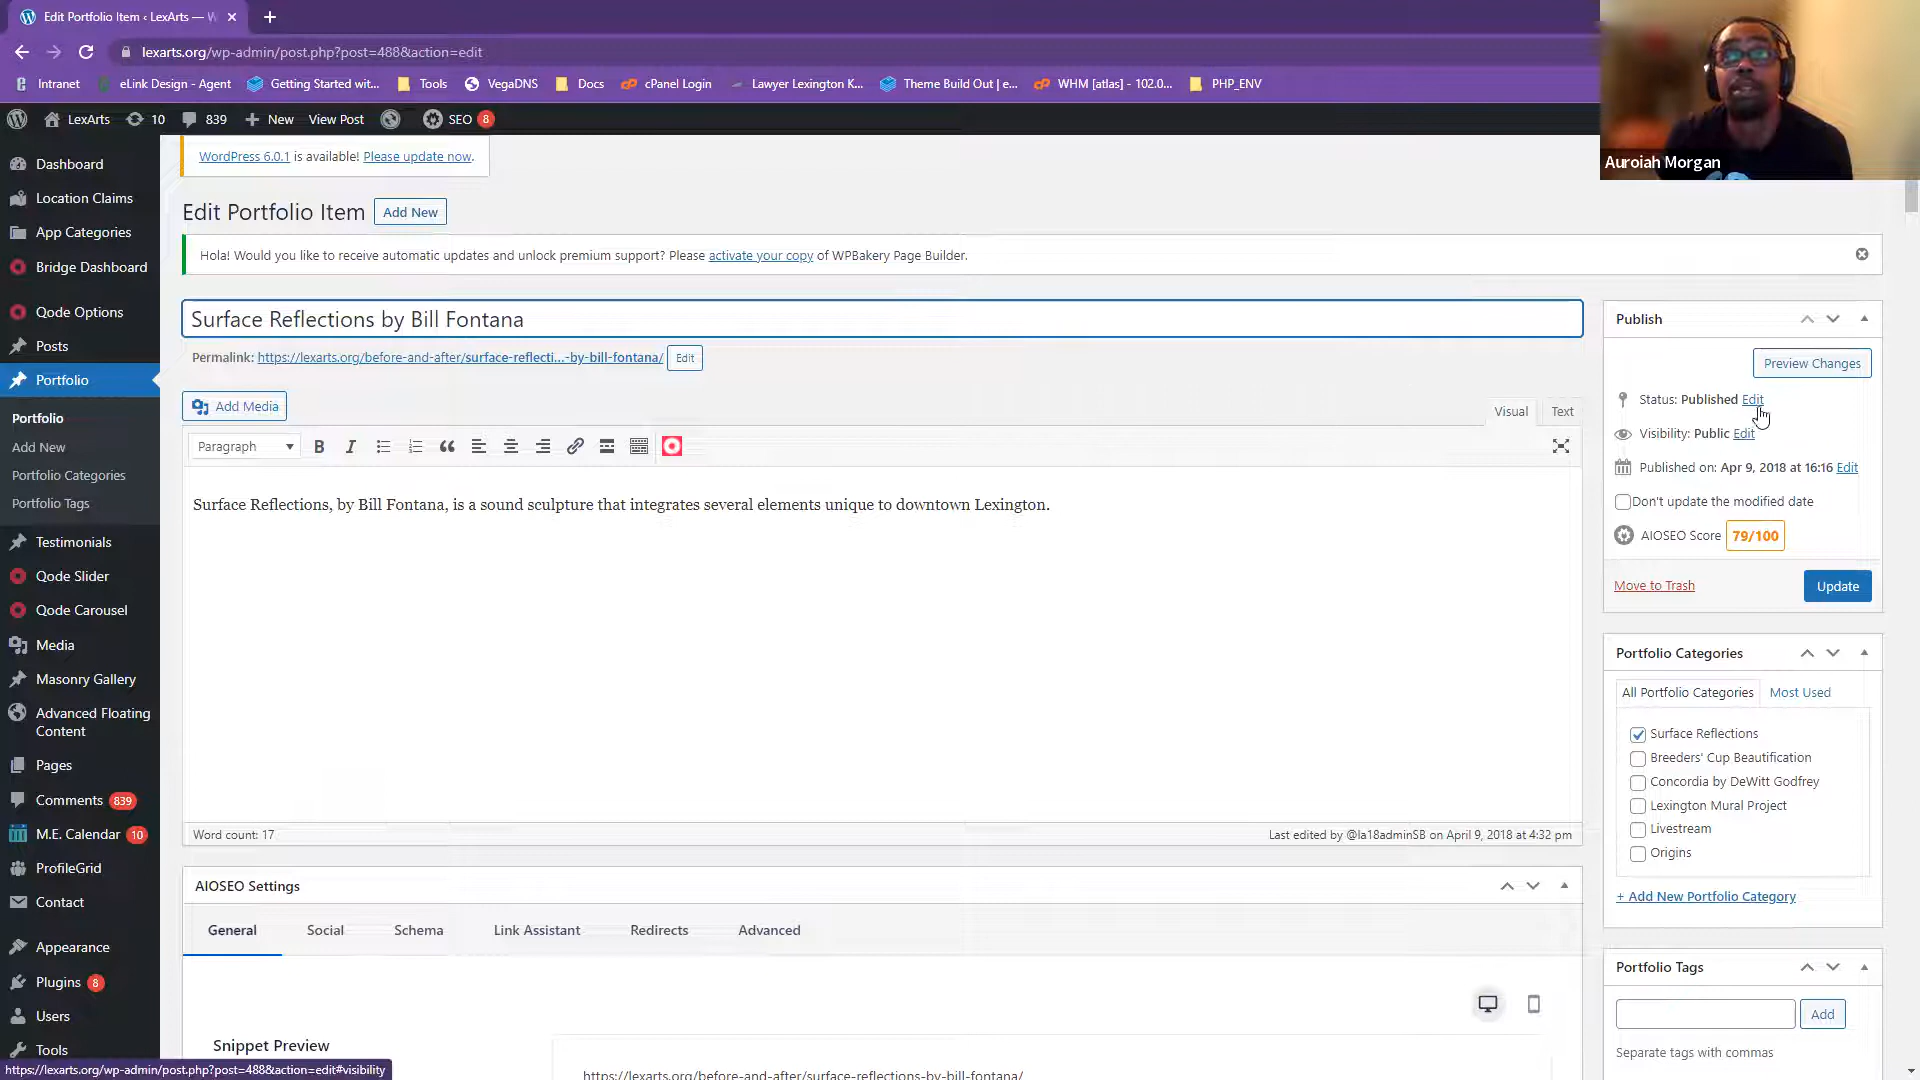 Edit Portfolio Item ‹ LexArts — W
lexarts.org/wp-admin/post.php?post=488&action=edit
Intranet
eLink Design - Agent
Getting Started wit...
Tools
VegaDNS
Docs
cPanel Login
Lawyer Lexington K...
Theme Build Out | e...
WHM [atlas] - 102.0...
PHP_ENV
LexArts
10
839
New
View Post
SEO
8
Auroiah Morgan
Dashboard
Location Claims
App Categories
Bridge Dashboard
Qode Options
Posts
Portfolio
Portfolio
Add New
Portfolio Categories
Portfolio Tags
Testimonials
Qode Slider
Qode Carousel
Media
Masonry Gallery
Advanced Floating
Content
Pages
Comments 839
M.E. Calendar 10
ProfileGrid
Contact
Appearance
Plugins 8
Users
Tools
https://lexarts.org/wp-admin/post.php?post=488&action=edit#visibility
WordPress 6.0.1 is available! Please update now.
Edit Portfolio Item
Add New
Hola! Would you like to receive automatic updates and unlock premium support? Please activate your copy of WPBakery Page Builder.
Surface Reflections by Bill Fontana
Permalink: https://lexarts.org/before-and-after/surface-reflecti...-by-bill-fontana/
Edit
Add Media
Visual
Text
Paragraph
B
I
Surface Reflections, by Bill Fontana, is a sound sculpture that integrates several elements unique to downtown Lexington.
Word count: 17
Last edited by @la18adminSB on April 9, 2018 at 4:32 pm
AIOSEO Settings
General
Social
Schema
Link Assistant
Redirects
Advanced
Snippet Preview
https://lexarts.org/before-and-after/surface-reflections-by-bill-fontana/
Publish
Preview Changes
Status: Published Edit
Visibility: Public Edit
Published on: Apr 9, 2018 at 16:16 Edit
Don't update the modified date
AIOSEO Score 79/100
Move to Trash
Update
Portfolio Categories
All Portfolio Categories
Most Used
Surface Reflections
Breeders' Cup Beautification
Concordia by DeWitt Godfrey
Lexington Mural Project
Livestream
Origins
+ Add New Portfolio Category
Portfolio Tags
Add
Separate tags with commas